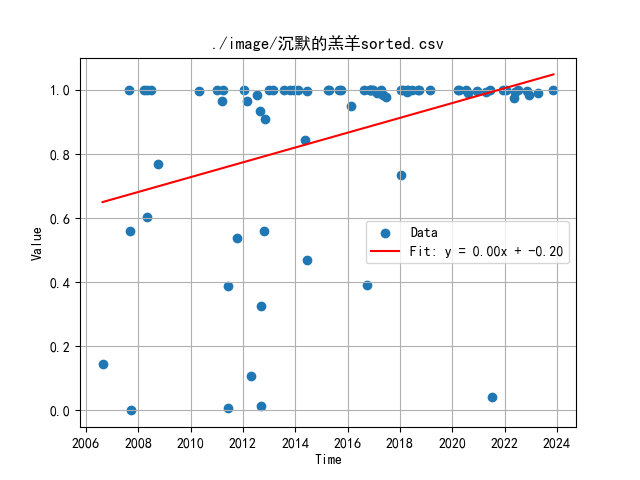 ./image/沉默的羔羊sorted.csv
1.0
0.8
0.6
0.4
0.2
0.0
Value
Data
Fit: y = 0.00x + -0.20
2006 2008 2010 2012 2014 2016 2018 2020 2022 2024
Time